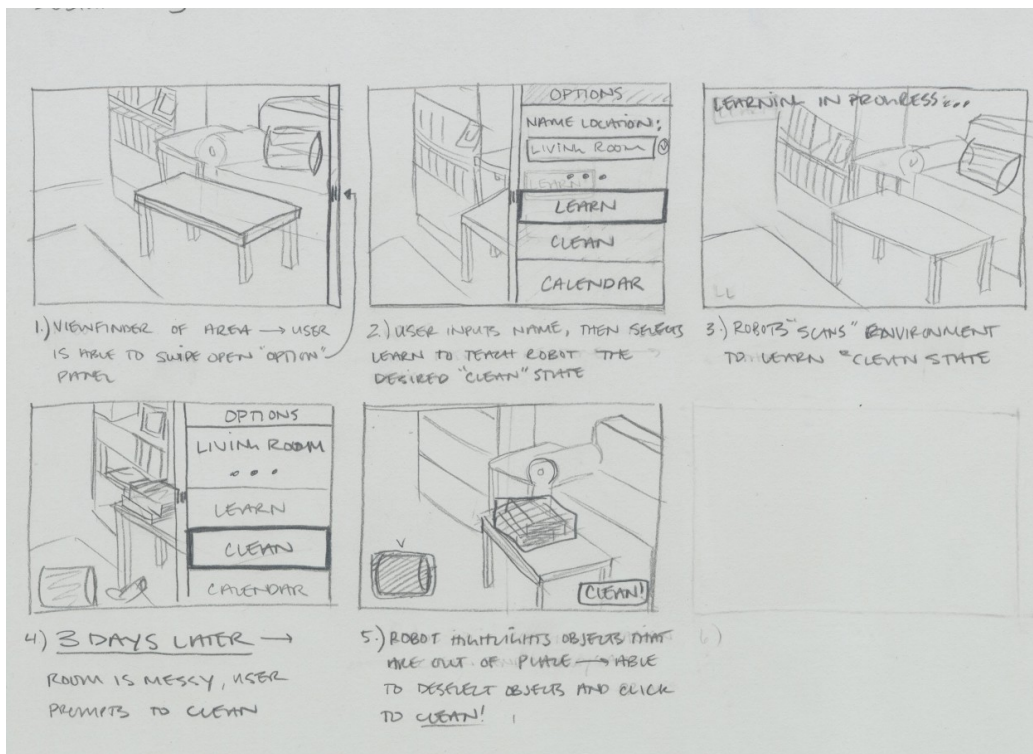 OPTIONS
NAME LOCATION:
LIVING ROOM
LEARN
LEARN
CLEAN
CALENDAR
LEARNING IN PROGRESS...
1.) VIEWFINDER OF AREA → USER
IS ABLE TO SWIPE OPEN "OPTION"
PANEL
2.) USER INPUTS NAME, THEN SELECTS
LEARN TO TEACH ROBOT THE
DESIRED "CLEAN" STATE
3.) ROBOTS "SCANS" ENVIRONMENT
TO LEARN "CLEAN STATE
OPTIONS
LIVING ROOM
...
LEARN
CLEAN
CALENDAR
CLEAN!
4) 3 DAYS LATER →
ROOM IS MESSY, USER
PROMPTS TO CLEAN
5.) ROBOT HIGHLIGHTS OBJECTS THAT
ARE OUT OF PLACE → ABLE
TO DESELECT OBJECTS AND CLICK
TO CLEAN!
6)